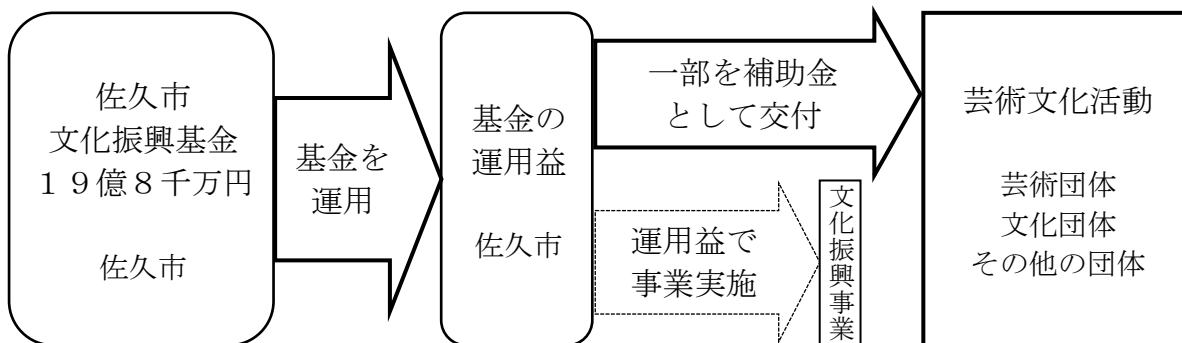 佐久市
文化振興基金
１９億８千万円
佐久市
基金を
運用
基金の
運用益
佐久市
一部を補助金
として交付
運用益で
事業実施
文化振興事業
芸術文化活動
芸術団体
文化団体
その他の団体